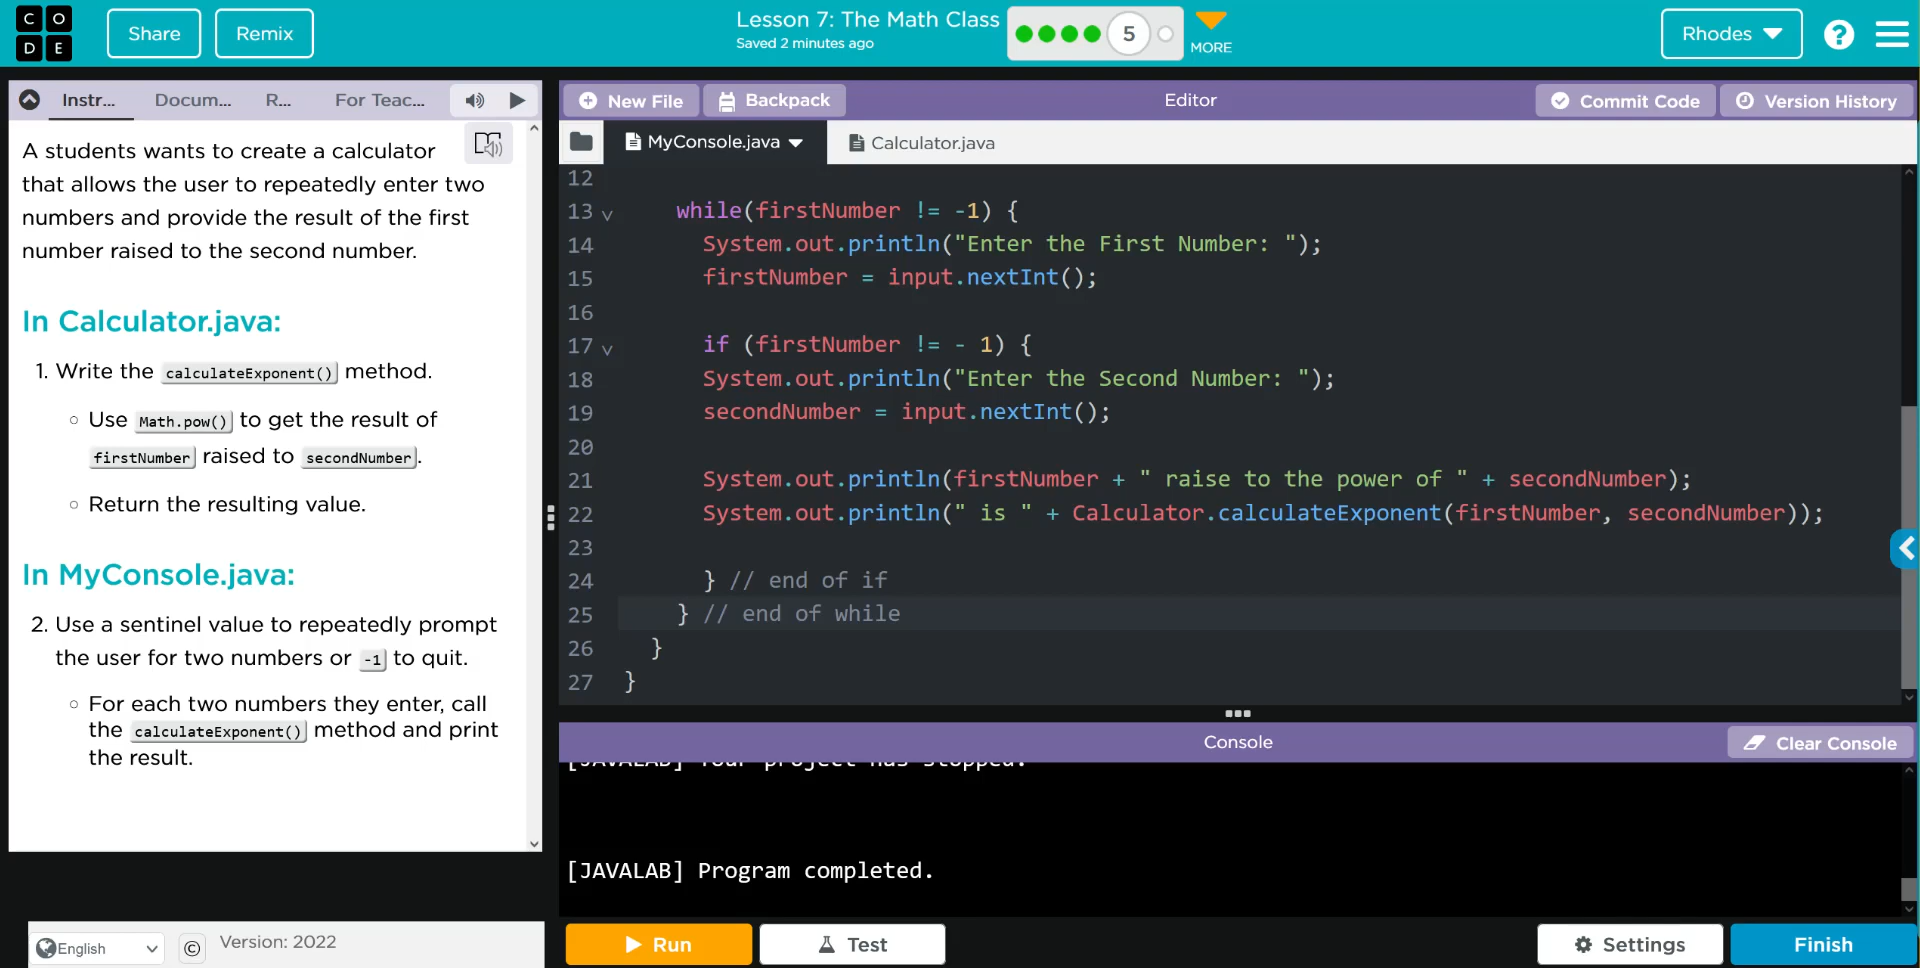 CODE
Share
Remix
Lesson 7: The Math Class
Saved 2 minutes ago
5
MORE
Rhodes
?
Instr...
Docum...
R...
For Teac...
New File
Backpack
Editor
Commit Code
Version History
MyConsole.java
Calculator.java
A students wants to create a calculator
that allows the user to repeatedly enter two
numbers and provide the result of the first
number raised to the second number.
In Calculator.java:
1. Write the calculateExponent() method.
Use Math.pow() to get the result of
firstNumber raised to secondNumber.
Return the resulting value.
In MyConsole.java:
2. Use a sentinel value to repeatedly prompt
the user for two numbers or -1 to quit.
For each two numbers they enter, call
the calculateExponent() method and print
the result.
12
13 while(firstNumber != -1) {
14 System.out.println("Enter the First Number: ");
15 firstNumber = input.nextInt();
16
17 if (firstNumber != - 1) {
18 System.out.println("Enter the Second Number: ");
19 secondNumber = input.nextInt();
20
21 System.out.println(firstNumber + " raise to the power of " + secondNumber);
22 System.out.println(" is " + Calculator.calculateExponent(firstNumber, secondNumber));
23
24 } // end of if
25 } // end of while
26 }
27 }
Console
Clear Console
[JAVALAB] Your project has stopped.
[JAVALAB] Program completed.
English
©
Version: 2022
Run
Test
Settings
Finish